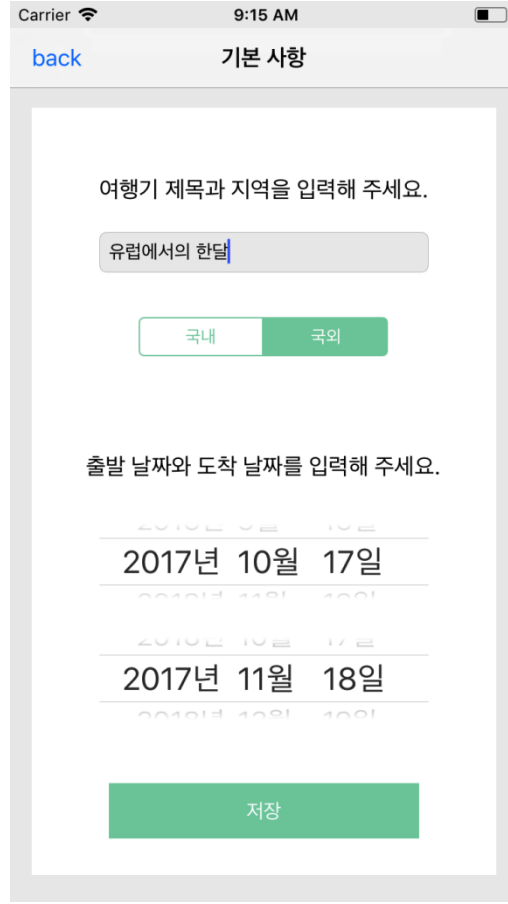 Carrier 9:15 AM
back 기본 사항
여행기 제목과 지역을 입력해 주세요.
유럽에서의 한달
국내 국외
출발 날짜와 도착 날짜를 입력해 주세요.
2017년 10월 17일
2017년 11월 18일
저장